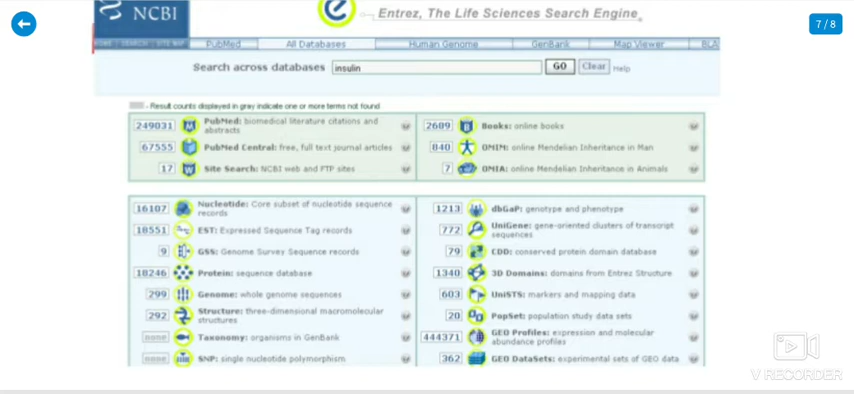 7 / 8
NCBI
Entrez, The Life Sciences Search Engine
HOME SEARCH SITE MAP PubMed All Databases Human Genome GenBank Map Viewer BLA
Search across databases insulin GO Clear Help
- Result counts displayed in gray indicate one or more terms not found
249031 PubMed: biomedical literature citations and
abstracts
67555 PubMed Central: free, full text journal articles
17 Site Search: NCBI web and FTP sites
2609 Books: online books
840 OMIM: online Mendelian Inheritance in Man
7 OMIA: online Mendelian Inheritance in Animals
16107 Nucleotide: Core subset of nucleotide sequence
records
18551 EST: Expressed Sequence Tag records
9 GSS: Genome Survey Sequence records
18246 Protein: sequence database
299 Genome: whole genome sequences
292 Structure: three-dimensional macromolecular
structures
none Taxonomy: organisms in GenBank
none SNP: single nucleotide polymorphism
1213 dbGaP: genotype and phenotype
772 UniGene: gene-oriented clusters of transcript
sequences
79 CDD: conserved protein domain database
1340 3D Domains: domains from Entrez Structure
603 UniSTS: markers and mapping data
20 PopSet: population study data sets
444371 GEO Profiles: expression and molecular
abundance profiles
362 GEO DataSets: experimental sets of GEO data
V RECORDER